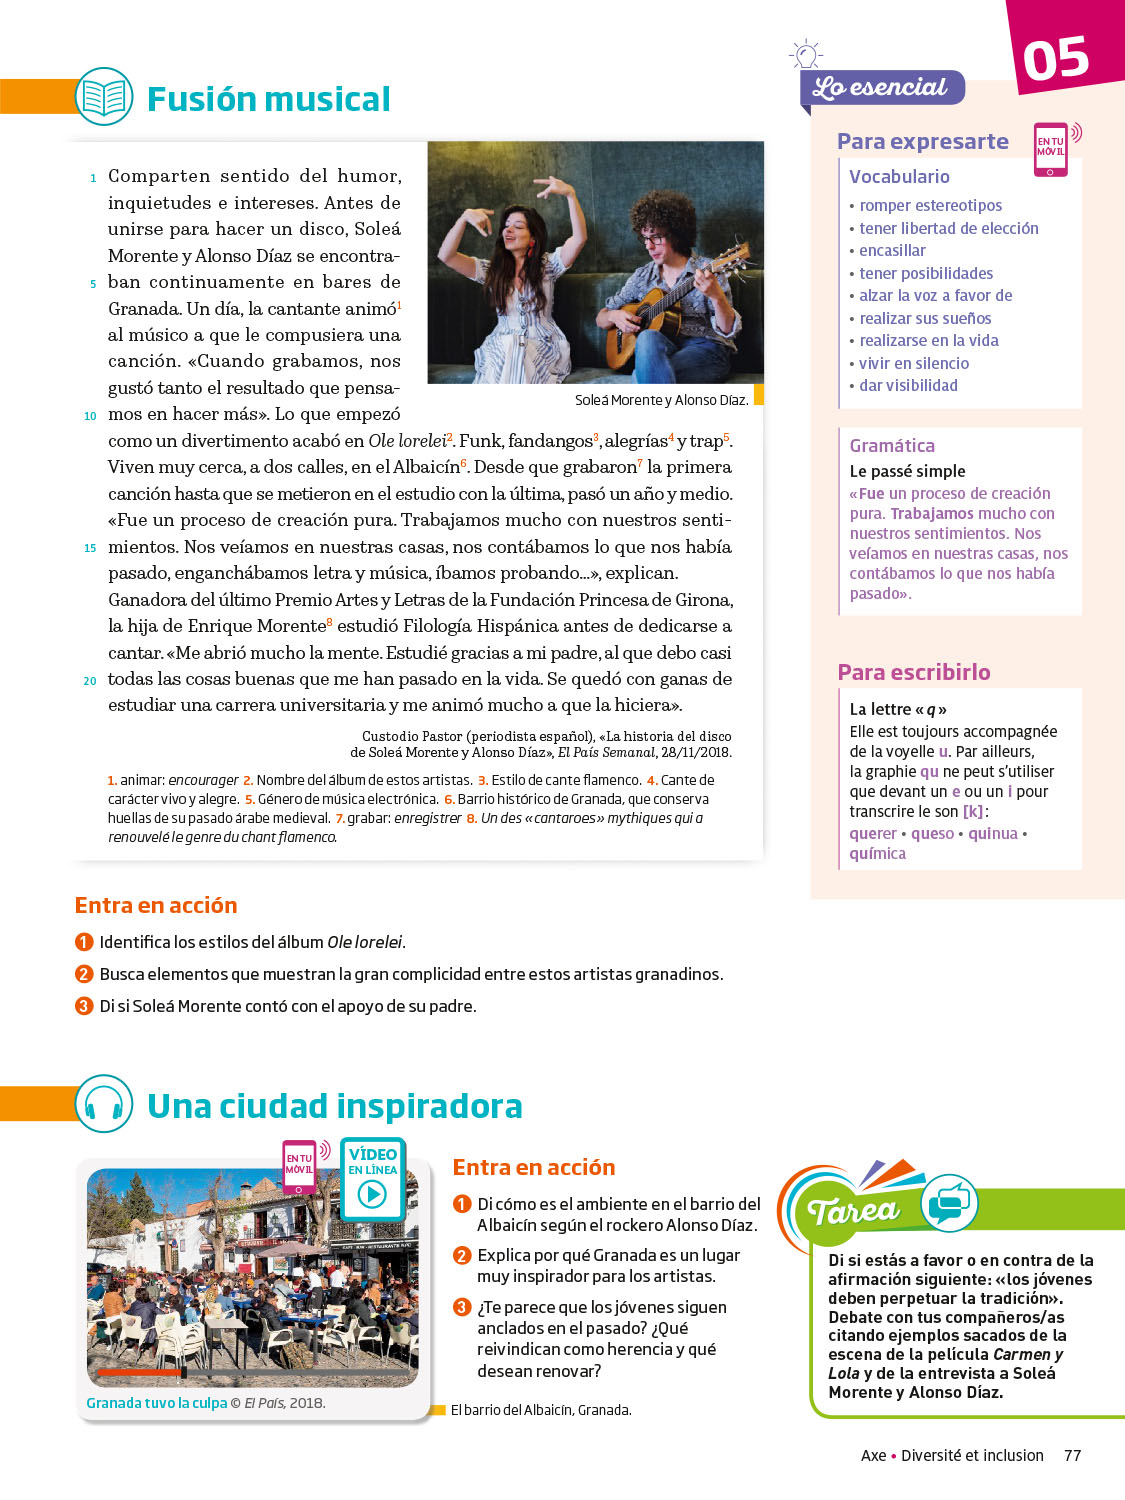 05
Fusión musical
1 Comparten sentido del humor,
inquietudes e intereses. Antes de
unirse para hacer un disco, Soleá
Morente y Alonso Díaz se encontra-
5 ban continuamente en bares de
Granada. Un día, la cantante animó1
al músico a que le compusiera una
canción. «Cuando grabamos, nos
gustó tanto el resultado que pensa-
10 mos en hacer más». Lo que empezó
como un divertimento acabó en Ole lorelei2. Funk, fandangos3, alegrías4 y trap5.
Viven muy cerca, a dos calles, en el Albaicín6. Desde que grabaron7 la primera
canción hasta que se metieron en el estudio con la última, pasó un año y medio.
«Fue un proceso de creación pura. Trabajamos mucho con nuestros senti-
15 mientos. Nos veíamos en nuestras casas, nos contábamos lo que nos había
pasado, enganchábamos letra y música, íbamos probando…», explican.
Ganadora del último Premio Artes y Letras de la Fundación Princesa de Girona,
la hija de Enrique Morente8 estudió Filología Hispánica antes de dedicarse a
cantar. «Me abrió mucho la mente. Estudié gracias a mi padre, al que debo casi
20 todas las cosas buenas que me han pasado en la vida. Se quedó con ganas de
estudiar una carrera universitaria y me animó mucho a que la hiciera».
Soleá Morente y Alonso Díaz.
Custodio Pastor (periodista español), «La historia del disco
de Soleá Morente y Alonso Díaz», El País Semanal, 28/11/2018.
1. animar: encourager 2. Nombre del álbum de estos artistas. 3. Estilo de cante flamenco. 4. Cante de
carácter vivo y alegre. 5. Género de música electrónica. 6. Barrio histórico de Granada, que conserva
huellas de su pasado árabe medieval. 7. grabar: enregistrer 8. Un des «cantaroes» mythiques qui a
renouvelé le genre du chant flamenco.
Entra en acción
1 Identifica los estilos del álbum Ole lorelei.
2 Busca elementos que muestran la gran complicidad entre estos artistas granadinos.
3 Di si Soleá Morente contó con el apoyo de su padre.
Lo esencial
Para expresarte
EN TU
MÓVIL
Vocabulario
• romper estereotipos
• tener libertad de elección
• encasillar
• tener posibilidades
• alzar la voz a favor de
• realizar sus sueños
• realizarse en la vida
• vivir en silencio
• dar visibilidad
Gramática
Le passé simple
«Fue un proceso de creación
pura. Trabajamos mucho con
nuestros sentimientos. Nos
veíamos en nuestras casas, nos
contábamos lo que nos había
pasado».
Para escribirlo
La lettre «q»
Elle est toujours accompagnée
de la voyelle u. Par ailleurs,
la graphie qu ne peut s'utiliser
que devant un e ou un i pour
transcrire le son [k]:
querer • queso • quinua •
química
Una ciudad inspiradora
EN TU
MÓVIL
VÍDEO
EN LÍNEA
Granada tuvo la culpa © El País, 2018.
El barrio del Albaicín, Granada.
Entra en acción
1 Di cómo es el ambiente en el barrio del
Albaicín según el rockero Alonso Díaz.
2 Explica por qué Granada es un lugar
muy inspirador para los artistas.
3 ¿Te parece que los jóvenes siguen
anclados en el pasado? ¿Qué
reivindican como herencia y qué
desean renovar?
Tarea
Di si estás a favor o en contra de la
afirmación siguiente: «los jóvenes
deben perpetuar la tradición».
Debate con tus compañeros/as
citando ejemplos sacados de la
escena de la película Carmen y
Lola y de la entrevista a Soleá
Morente y Alonso Díaz.
Axe • Diversité et inclusion 77